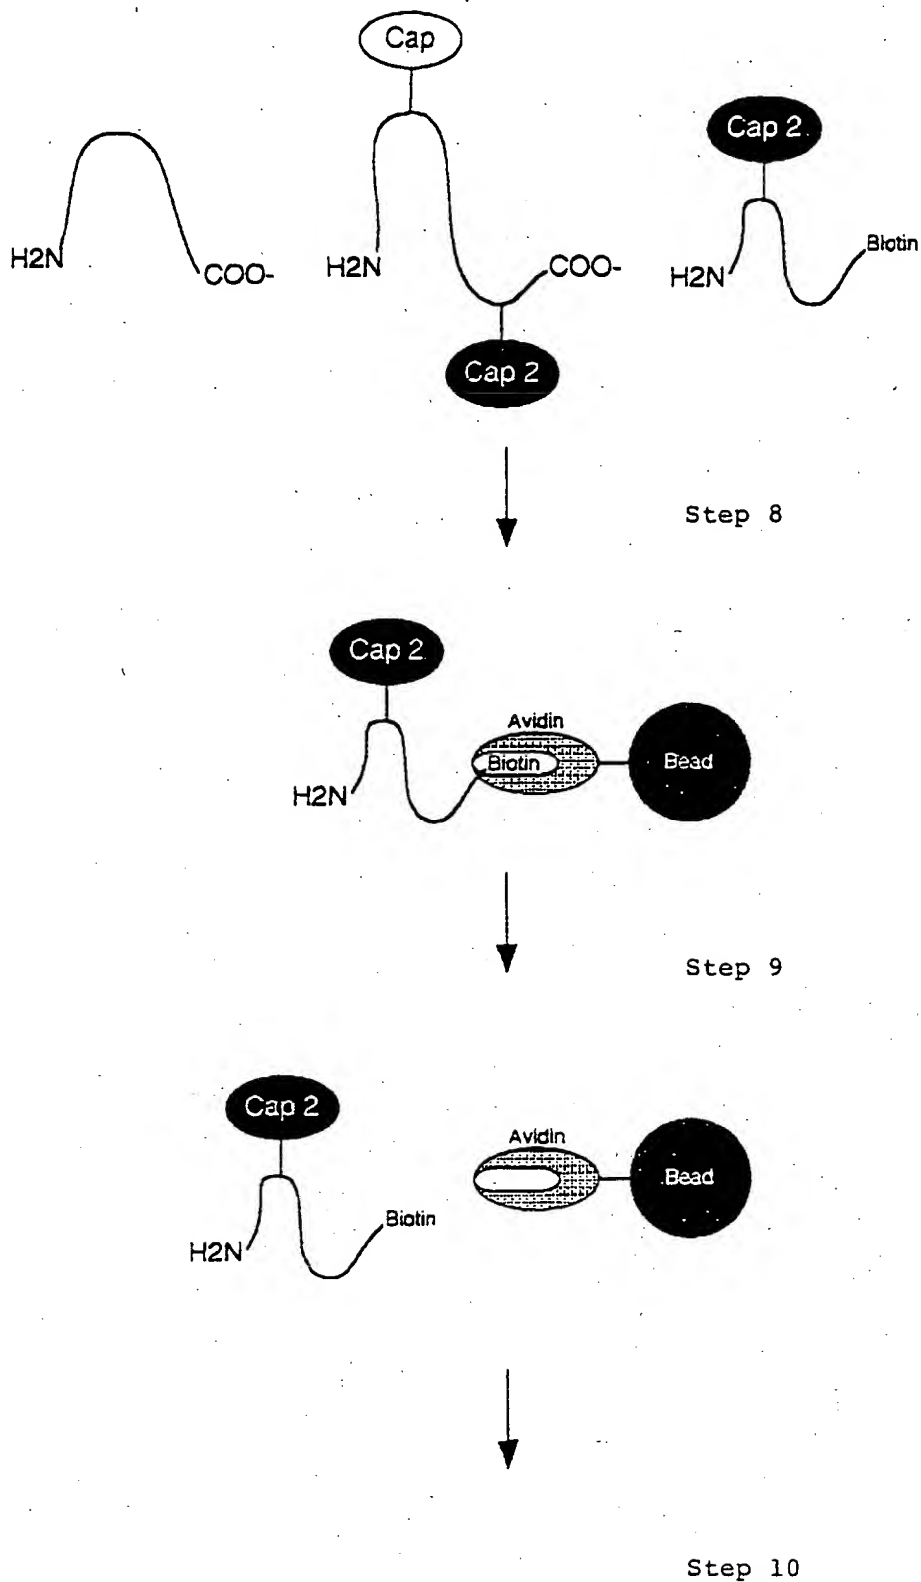 Cap
Cap 2
H2N
COO-
H2N
COO-
H2N
Biotin
Cap 2
Step 8
Cap 2
Avidin
Biotin
Bead
H2N
Step 9
Cap 2
Avidin
Bead
Biotin
H2N
Step 10